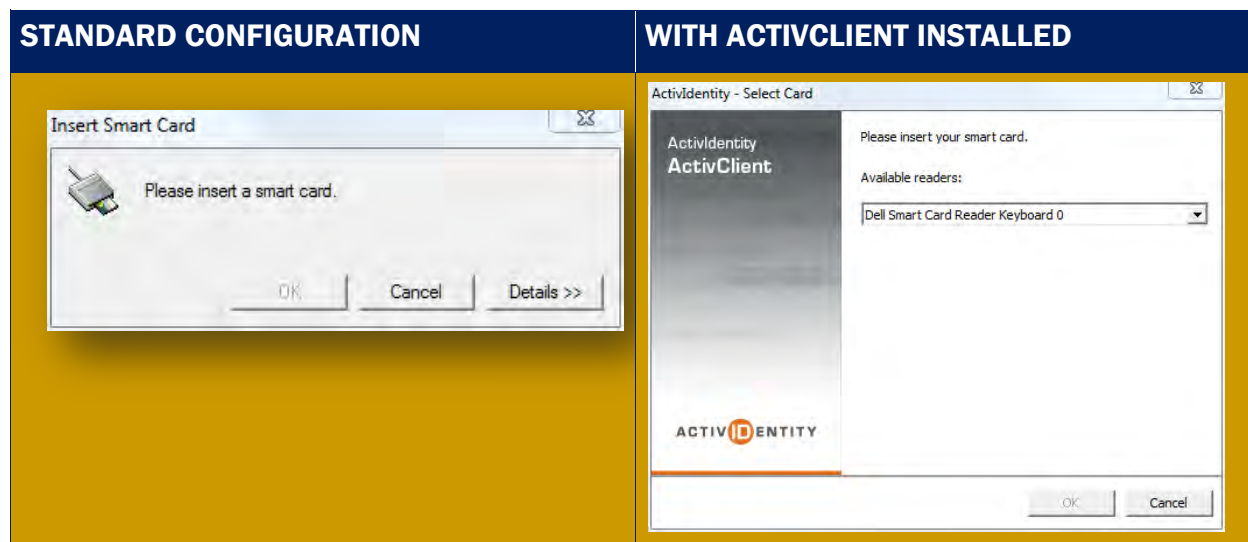 STANDARD CONFIGURATION
WITH ACTIVCLIENT INSTALLED
Insert Smart Card
Please insert a smart card.
OK
Cancel
Details >>
ActivIdentity - Select Card
ActivIdentity
ActivClient
Please insert your smart card.
Available readers:
Dell Smart Card Reader Keyboard 0
ACTIVIDENTITY
OK
Cancel